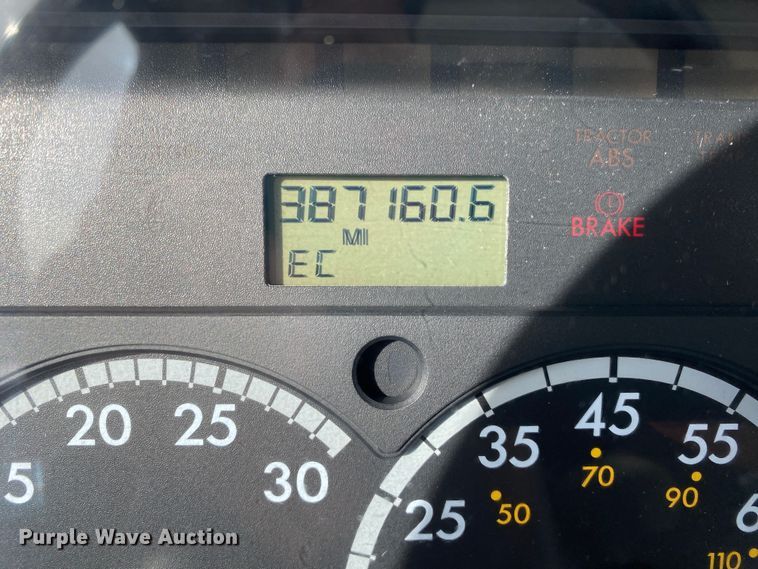 TRACTOR
ABS
387160.6
MI
EC
BRAKE
20
25
30
5
25
35
45
55
50
70
90
110
Purple Wave Auction